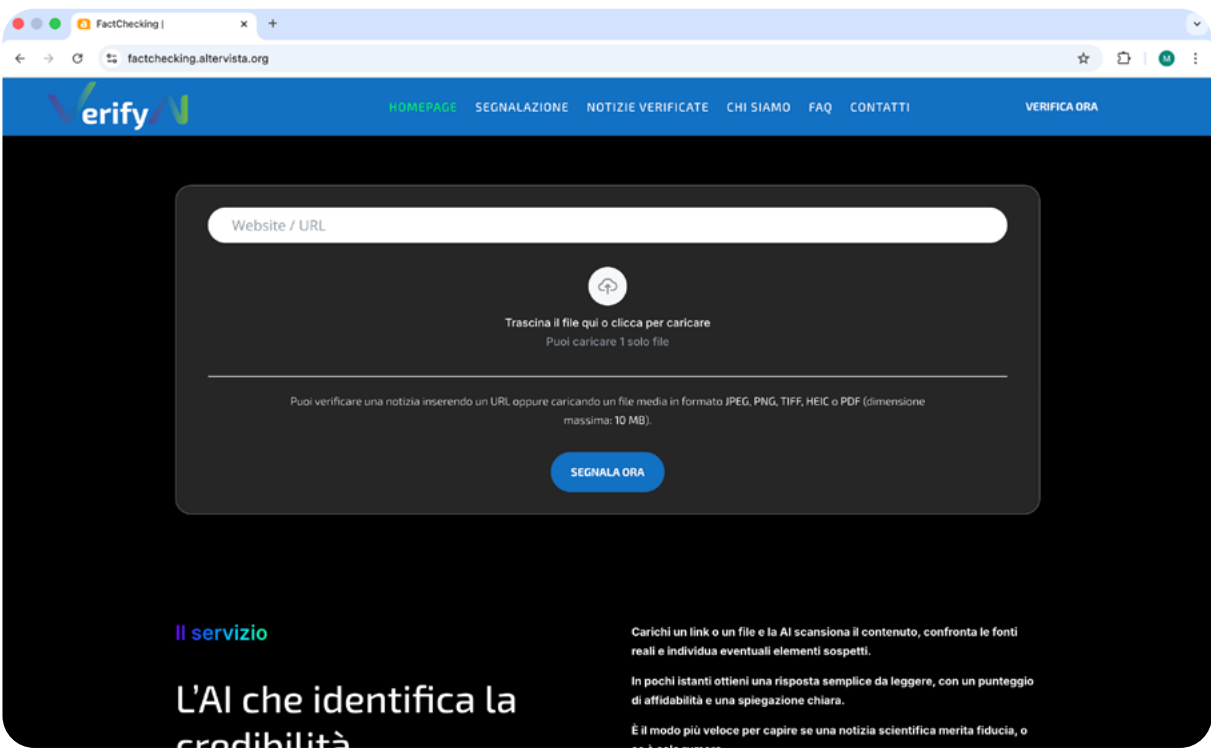 FactChecking |
factchecking.altervista.org
M
VerifyAI
HOMEPAGE SEGNALAZIONE NOTIZIE VERIFICATE CHI SIAMO FAQ CONTATTI VERIFICA ORA
Website / URL
Trascina il file qui o clicca per caricare
Puoi caricare 1 solo file
Puoi verificare una notizia inserendo un URL oppure caricando un file media in formato JPEG, PNG, TIFF, HEIC o PDF (dimensione
massima: 10 MB).
SEGNALA ORA
Il servizio
L'AI che identifica la
credibilità
Carichi un link o un file e la AI scansiona il contenuto, confronta le fonti
reali e individua eventuali elementi sospetti.
In pochi istanti ottieni una risposta semplice da leggere, con un punteggio
di affidabilità e una spiegazione chiara.
È il modo più veloce per capire se una notizia scientifica merita fiducia, o